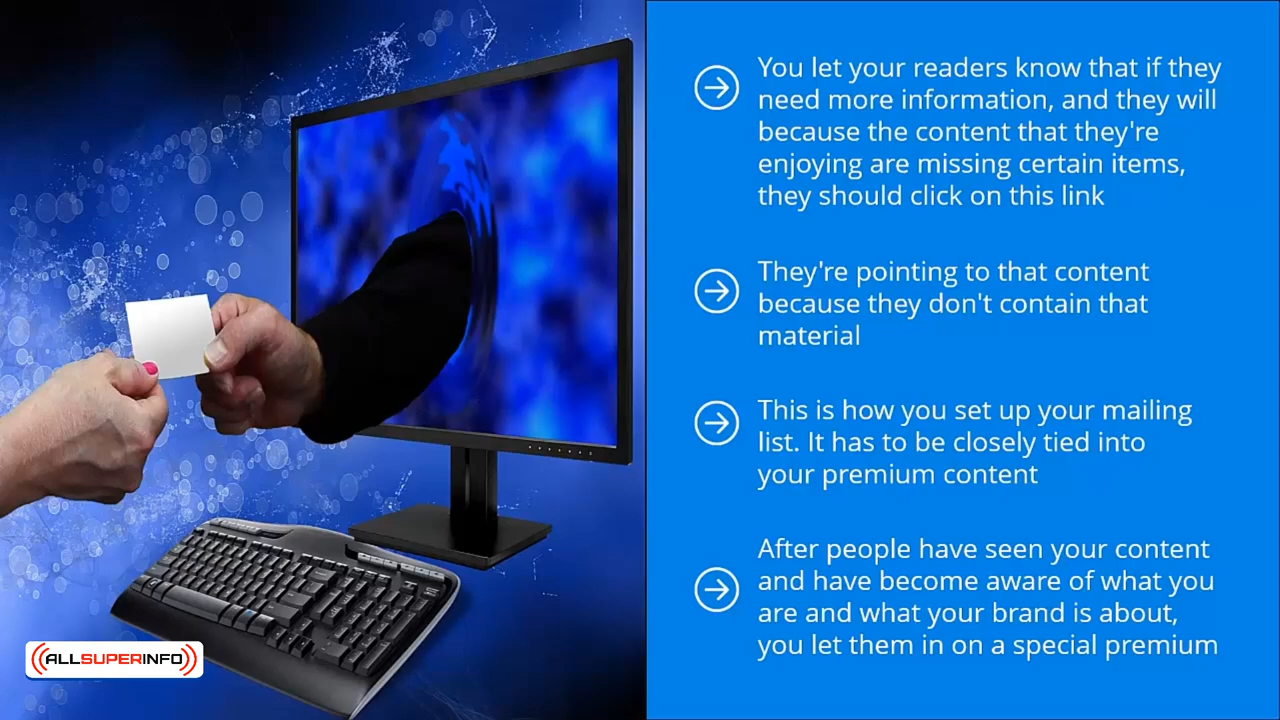 You let your readers know that if they
need more information, and they will
because the content that they're
enjoying are missing certain items,
they should click on this link
They're pointing to that content
because they don't contain that
material
This is how you set up your mailing
list. It has to be closely tied into
your premium content
After people have seen your content
and have become aware of what you
are and what your brand is about,
you let them in on a special premium
ALLSUPERINFO